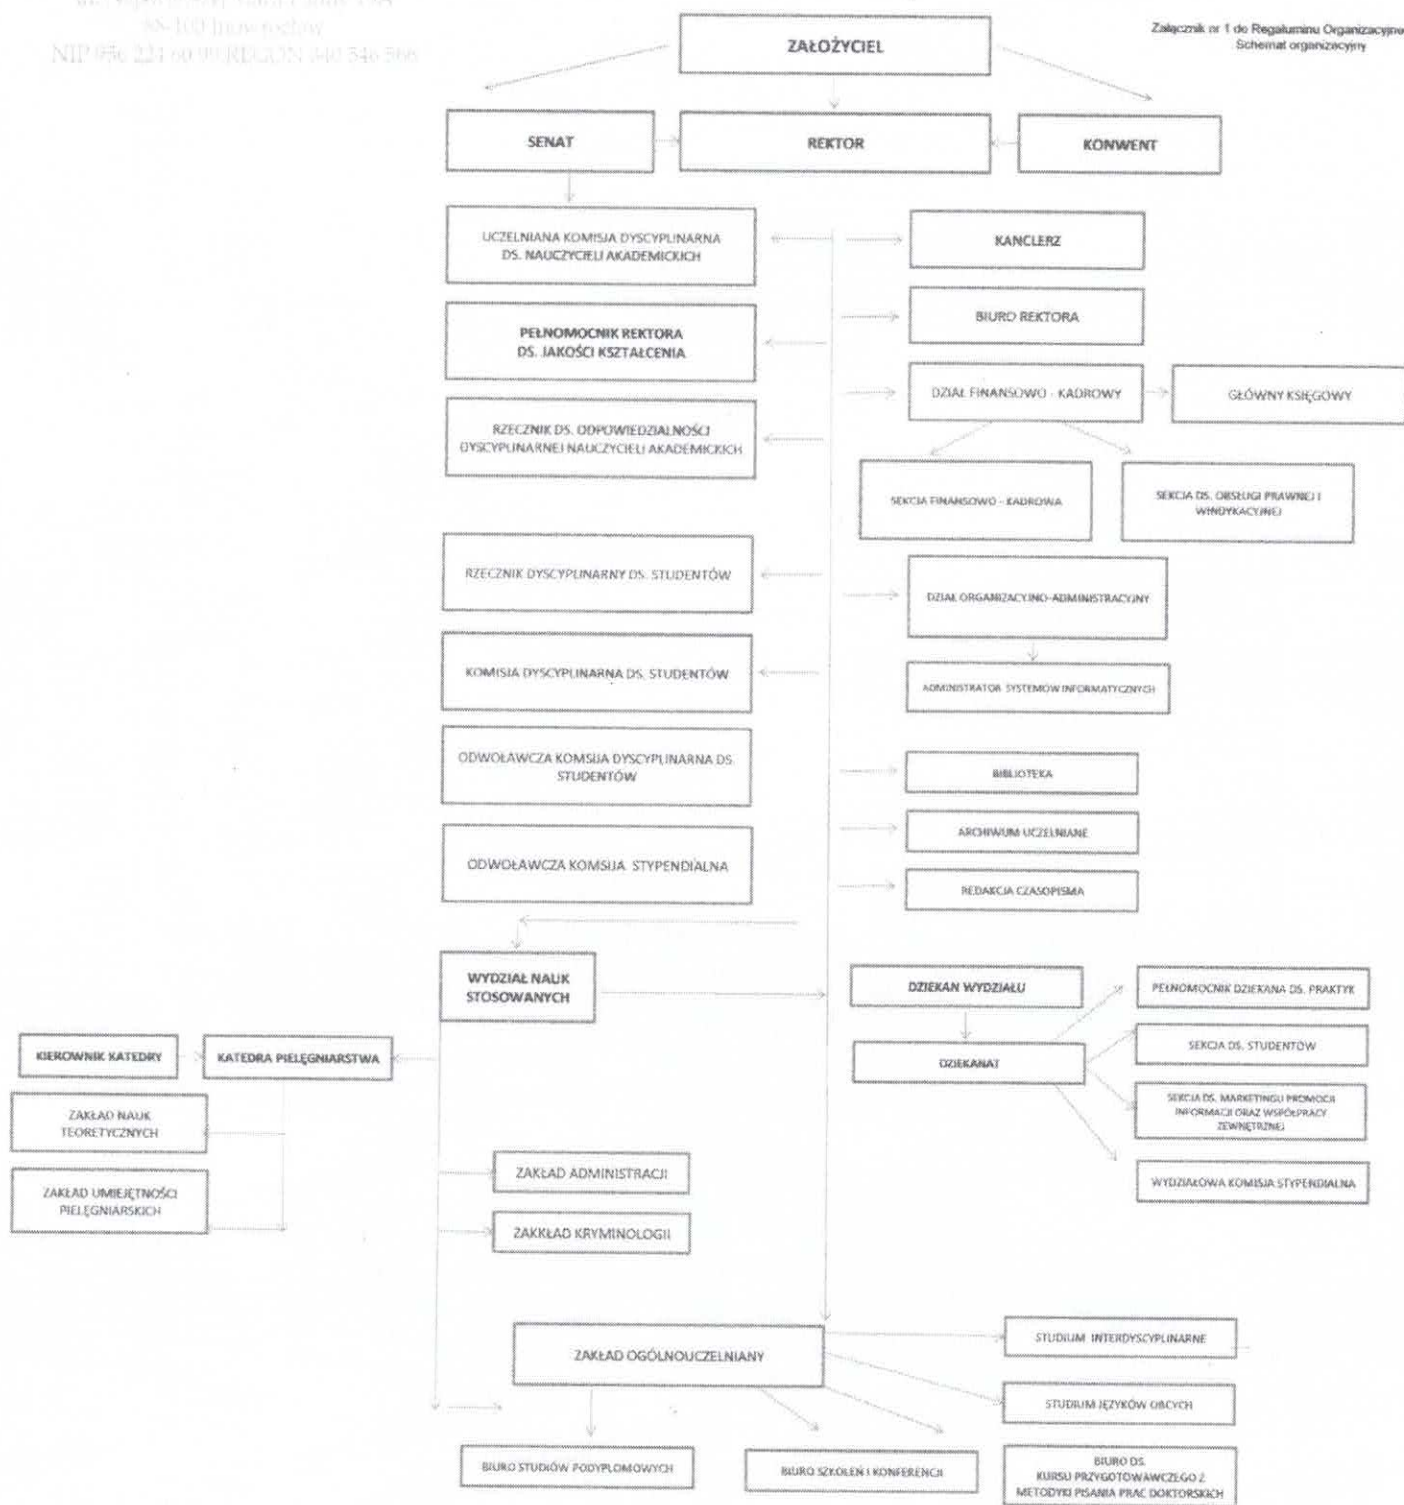 88-100 Inowrocław
Załącznik nr 1 do Regaluminu
Schemat organizacyjny
ZAŁOŻYCIEL
SENAT
REKTOR
KONWENT
UCZELNIANA KOMISJA DYSCYPLINARNA
DS. NAUCZYCIELI AKADEMICKICH
KANCLERZ
PEŁNOMOCNIK REKTORA
DS. JAKOŚCI KSZTAŁCENIA
BIURO REKTORA
DZIAŁ FINANSOWO - KADROWY
GŁÓWNY KSIĘGOWY
RZECZNIK DS. ODPOWIEDZIALNOŚCI
DYSCYPLINARNEJ NAUCZYCIELI AKADEMICKICH
SEKCJA FINANSOWO - KADROWA
SEKCJA DS. OBSŁUGI PRAWNEJ I
WINDYKACYJNEJ
RZECZNIK DYSCYPLINARNY DS. STUDENTÓW
DZIAŁ ORGANIZACYJNO-ADMINISTRACYJNY
KOMISJA DYSCYPLINARNA DS. STUDENTÓW
ADMINISTRATOR SYSTEMÓW INFORMATYCZNYCH
ODWOŁAWCZA KOMSIJA DYSCYPLINARNA DS.
STUDENTÓW
BIBLIOTEKA
ARCHIWUM UCZELNIANE
ODWOŁAWCZA KOMSIJA STYPENDIALNA
REDAKCJA CZASOPISMA
WYDZIAŁ NAUK
STOSOWANYCH
DZIEKAN WYDZIAŁU
PEŁNOMOCNIK DZIEKANA DS. PRAKTYK
KIEROWNIK KATEDRY
KATEDRA PIELĘGNIARSTWA
DZIEKANAT
SEKCJA DS. STUDENTÓW
SEKCJA DS. MARKETINGU PROMOCJI
INFORMACJI ORAZ WSPÓŁPRACY
ZEWNĘTRZNEJ
ZAKŁAD NAUK
TEORETYCZNYCH
ZAKŁAD UMIEJĘTNOŚCI
PIELĘGNIARSKICH
ZAKŁAD ADMINISTRACJI
WYDZIAŁOWA KOMISJA STYPENDIALNA
ZAKKŁAD KRYMINOLOGII
ZAKŁAD OGÓLNOUCZELNIANY
STUDIUM INTERDYSCYPLINARNE
STUDIUM JĘZYKÓW OBCYCH
BIURO STUDIÓW PODYPLOMOWYCH
BIURO SZKOLEŃ I KONFERENCJI
BIURO DS.
KURSU PRZYGOTOWAWCZEGO Z
METODYKI PISANIA PRAC DOKTORSKICH